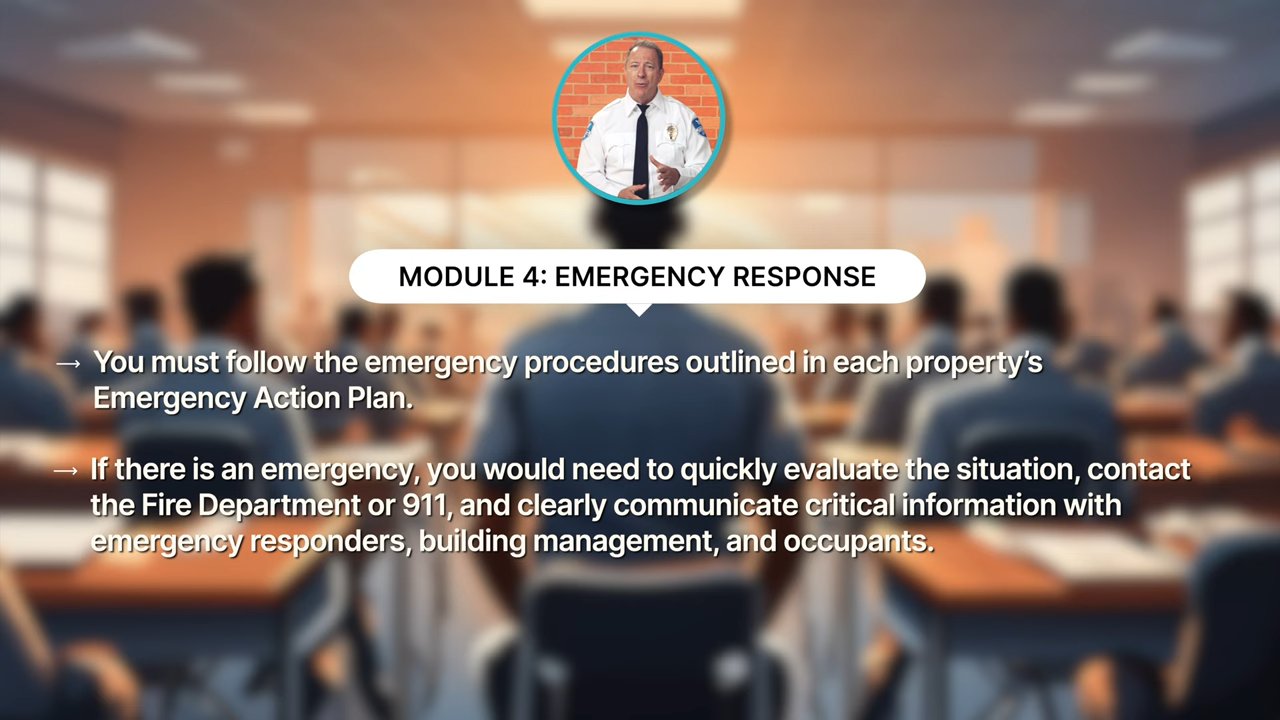 MODULE 4: EMERGENCY RESPONSE
→ You must follow the emergency procedures outlined in each property’s
Emergency Action Plan.
→ If there is an emergency, you would need to quickly evaluate the situation, contact
the Fire Department or 911, and clearly communicate critical information with
emergency responders, building management, and occupants.